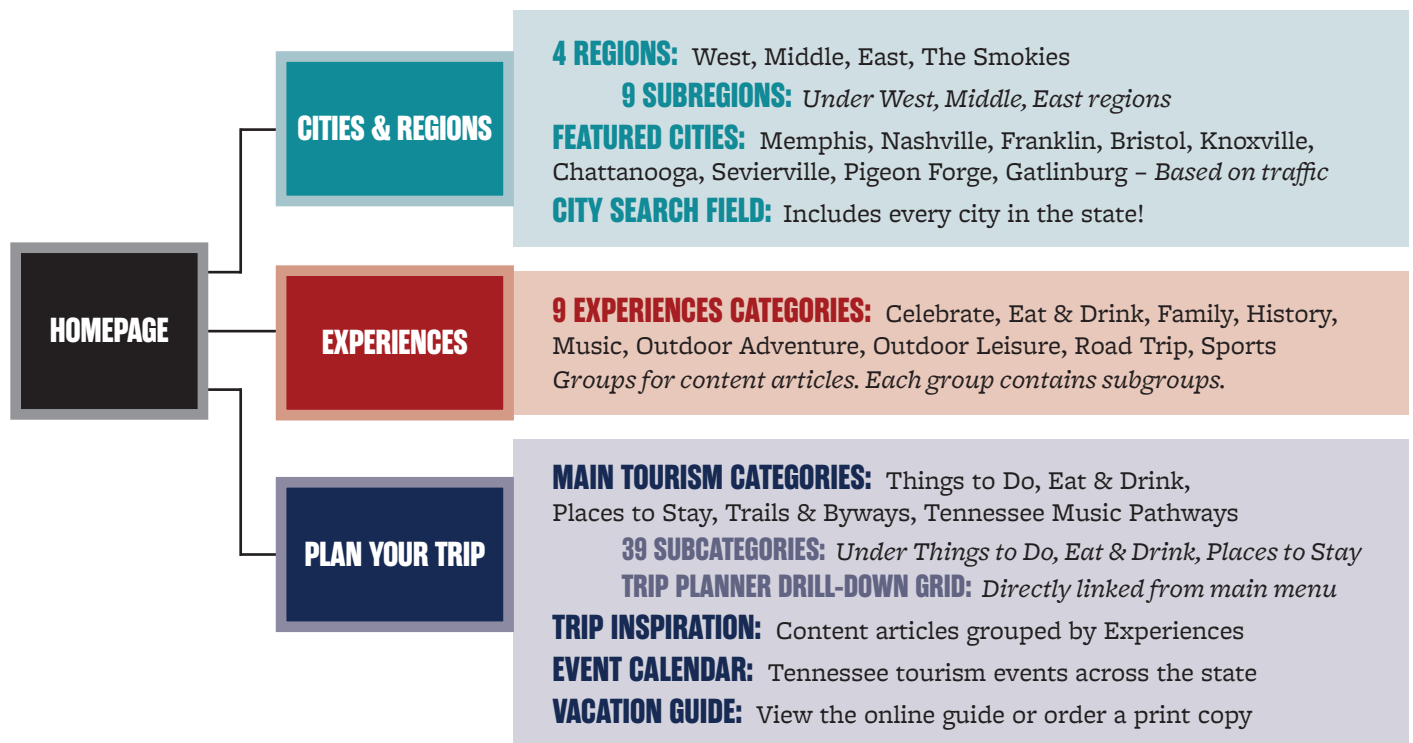 HOMEPAGE
CITIES & REGIONS
4 REGIONS: West, Middle, East, The Smokies
9 SUBREGIONS: Under West, Middle, East regions
FEATURED CITIES: Memphis, Nashville, Franklin, Bristol, Knoxville,
Chattanooga, Sevierville, Pigeon Forge, Gatlinburg – Based on traffic
CITY SEARCH FIELD: Includes every city in the state!
EXPERIENCES
9 EXPERIENCES CATEGORIES: Celebrate, Eat & Drink, Family, History,
Music, Outdoor Adventure, Outdoor Leisure, Road Trip, Sports
Groups for content articles. Each group contains subgroups.
PLAN YOUR TRIP
MAIN TOURISM CATEGORIES: Things to Do, Eat & Drink,
Places to Stay, Trails & Byways, Tennessee Music Pathways
39 SUBCATEGORIES: Under Things to Do, Eat & Drink, Places to Stay
TRIP PLANNER DRILL-DOWN GRID: Directly linked from main menu
TRIP INSPIRATION: Content articles grouped by Experiences
EVENT CALENDAR: Tennessee tourism events across the state
VACATION GUIDE: View the online guide or order a print copy